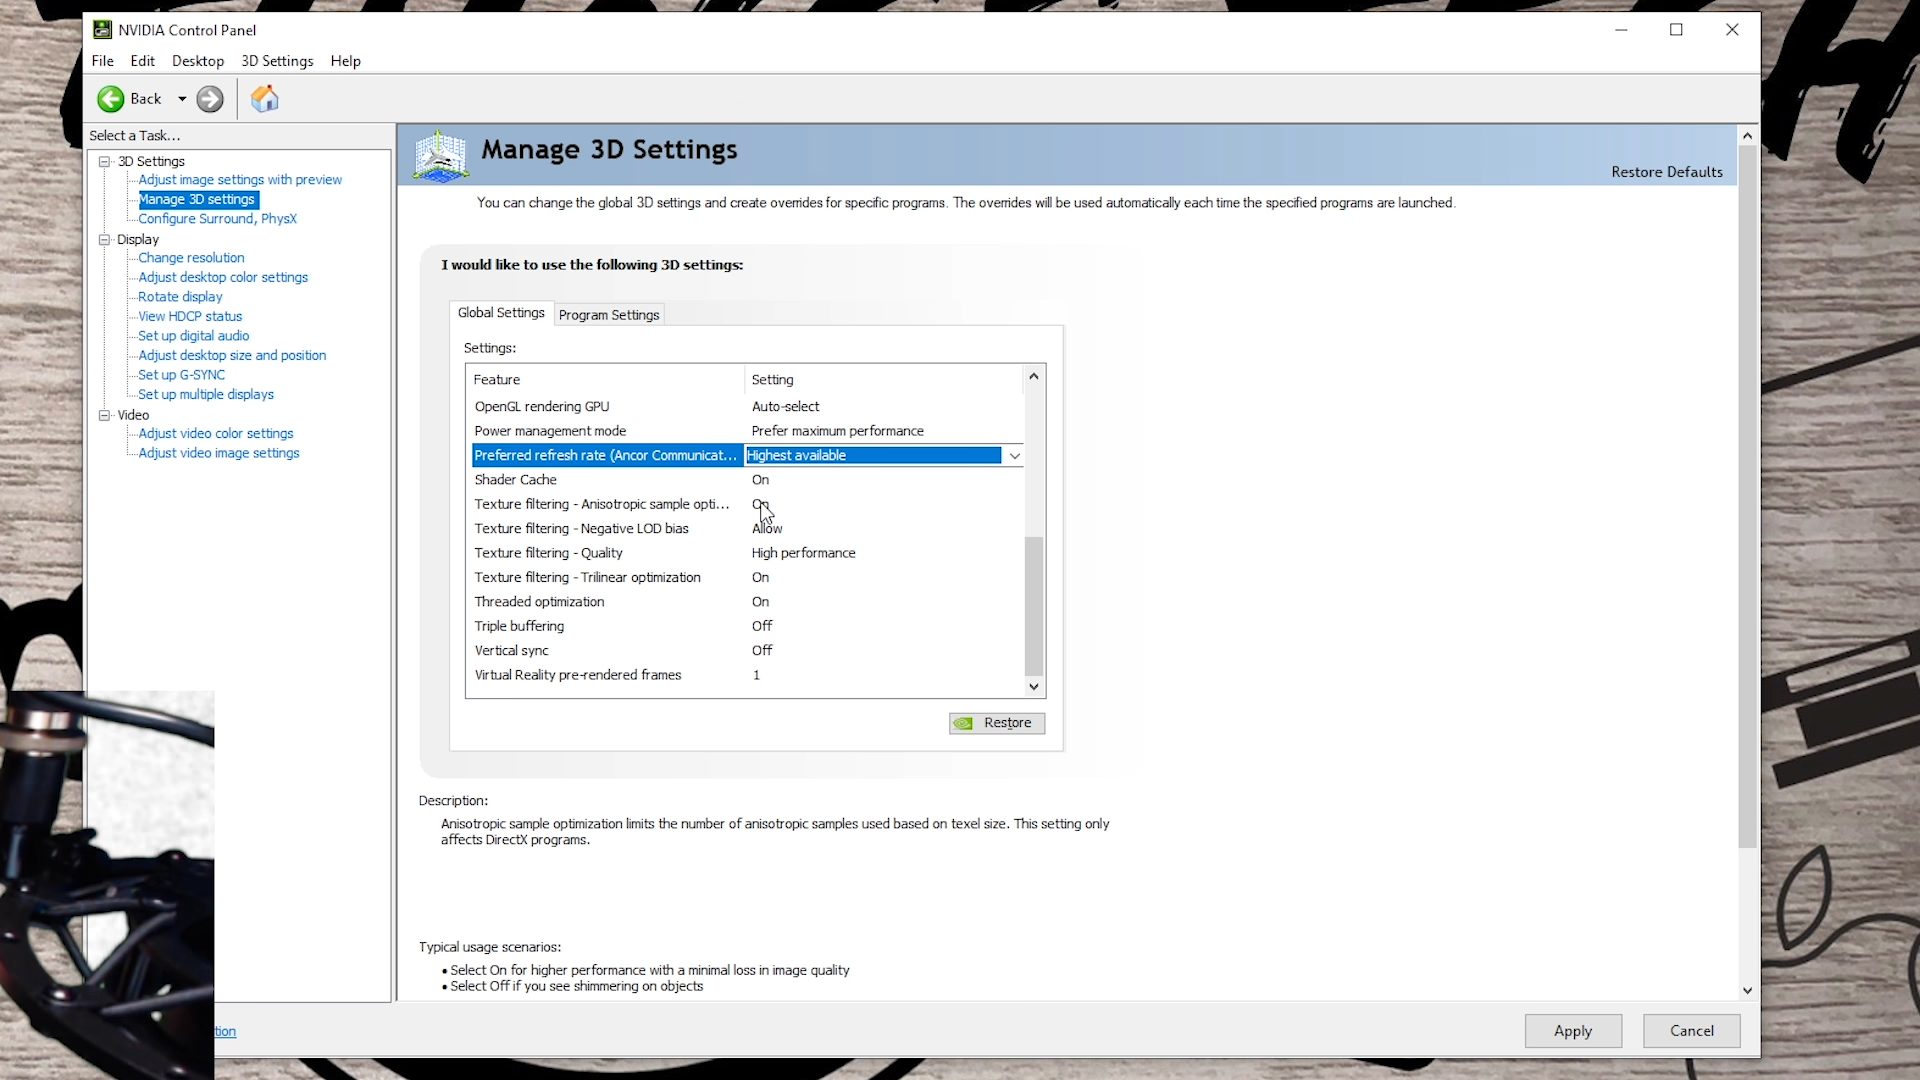 NVIDIA Control Panel
File Edit Desktop 3D Settings Help
Back
Select a Task...
3D Settings
Adjust image settings with preview
Manage 3D settings
Configure Surround, PhysX
Display
Change resolution
Adjust desktop color settings
Rotate display
View HDCP status
Set up digital audio
Adjust desktop size and position
Set up G-SYNC
Set up multiple displays
Video
Adjust video color settings
Adjust video image settings
tion
Manage 3D Settings
Restore Defaults
You can change the global 3D settings and create overrides for specific programs. The overrides will be used automatically each time the specified programs are launched.
I would like to use the following 3D settings:
Global Settings Program Settings
Settings:
Feature Setting
OpenGL rendering GPU Auto-select
Power management mode Prefer maximum performance
Preferred refresh rate (Ancor Communicat... Highest available
Shader Cache On
Texture filtering - Anisotropic sample opti... On
Texture filtering - Negative LOD bias Allow
Texture filtering - Quality High performance
Texture filtering - Trilinear optimization On
Threaded optimization On
Triple buffering Off
Vertical sync Off
Virtual Reality pre-rendered frames 1
Restore
Description:
Anisotropic sample optimization limits the number of anisotropic samples used based on texel size. This setting only
affects DirectX programs.
Typical usage scenarios:
• Select On for higher performance with a minimal loss in image quality
• Select Off if you see shimmering on objects
Apply Cancel